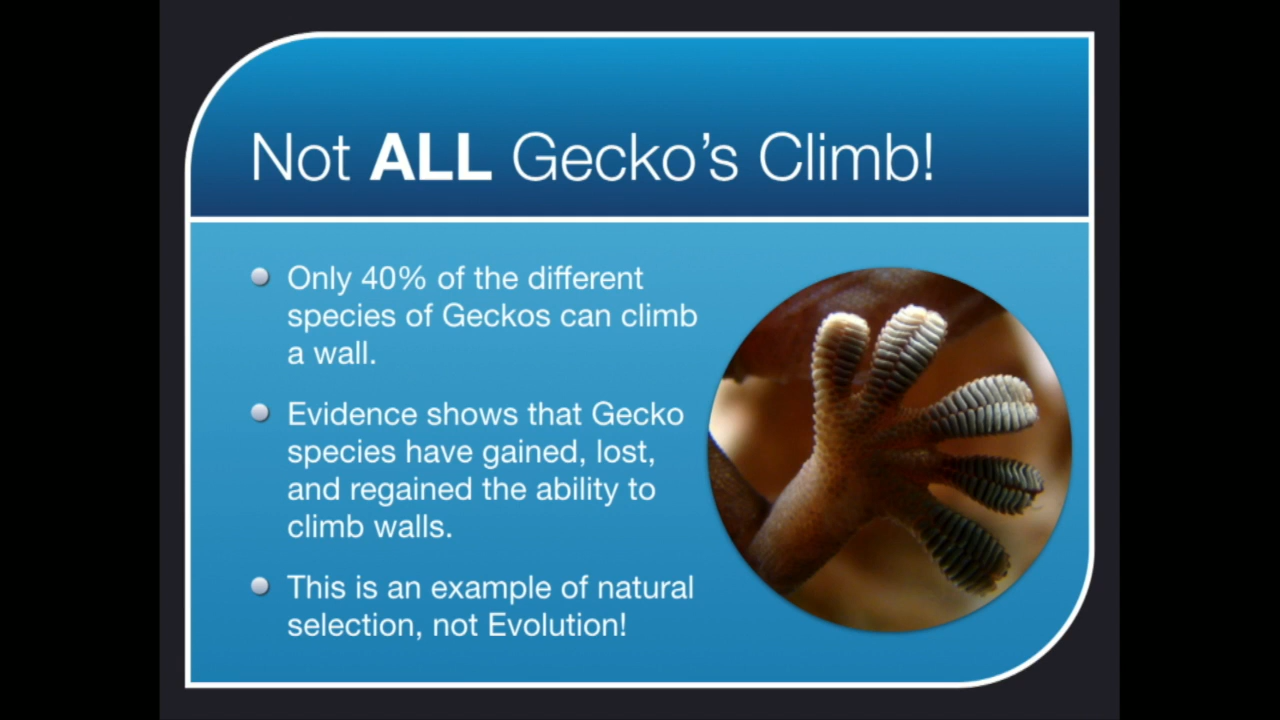 Not ALL Gecko's Climb!
Only 40% of the different
species of Geckos can climb
a wall.
Evidence shows that Gecko
species have gained, lost,
and regained the ability to
climb walls.
This is an example of natural
selection, not Evolution!